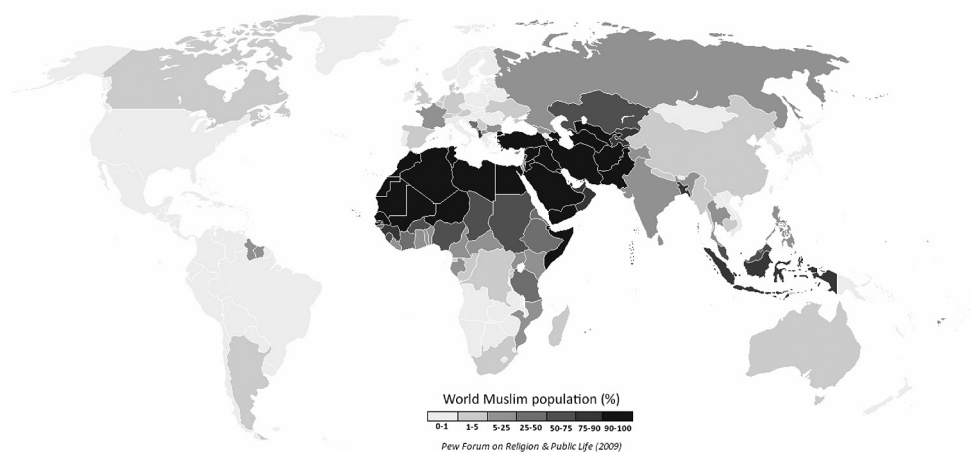 World Muslim population (%)
0-1 1-5 5-25 25-50 50-75 75-90 90-100
Pew Forum on Religion & Public Life (2009)